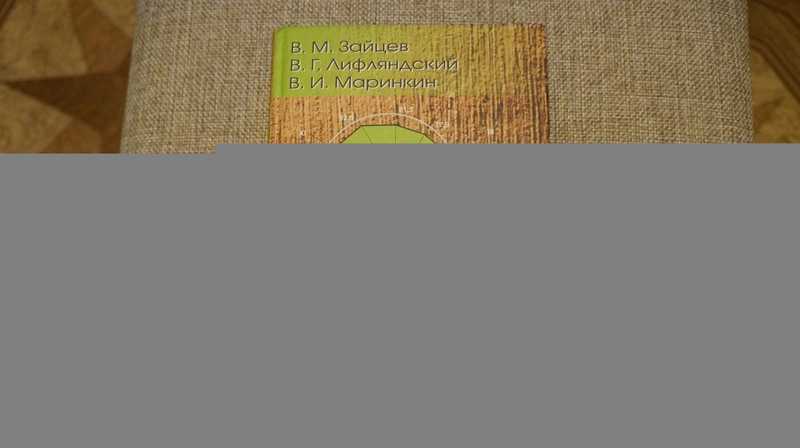 В. М. Зайцев
В. Г. Лифляндский
В. И. Маринкин